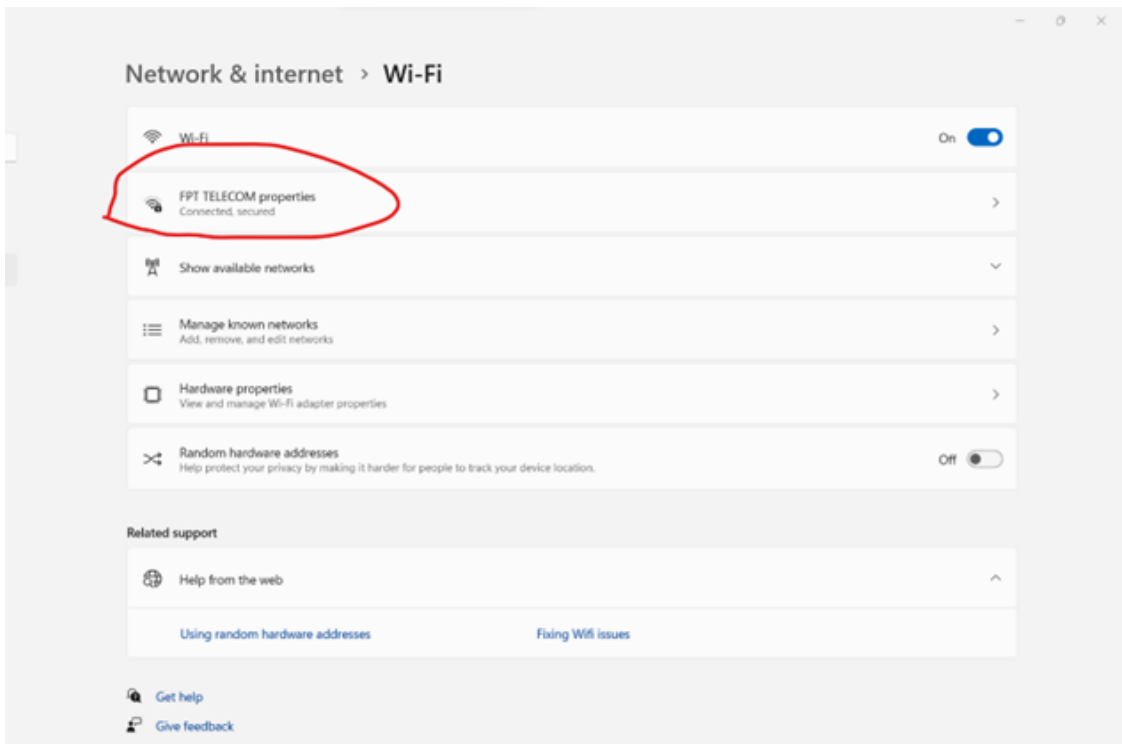 Network & internet > Wi-Fi
Wi-Fi
On
FPT TELECOM properties
Connected, secured
Show available networks
Manage known networks
Add, remove, and edit networks
Hardware properties
View and manage Wi-Fi adapter properties
Random hardware addresses
Help protect your privacy by making it harder for people to track your device location.
Off
Related support
Help from the web
Using random hardware addresses
Fixing Wifi issues
Get help
Give feedback